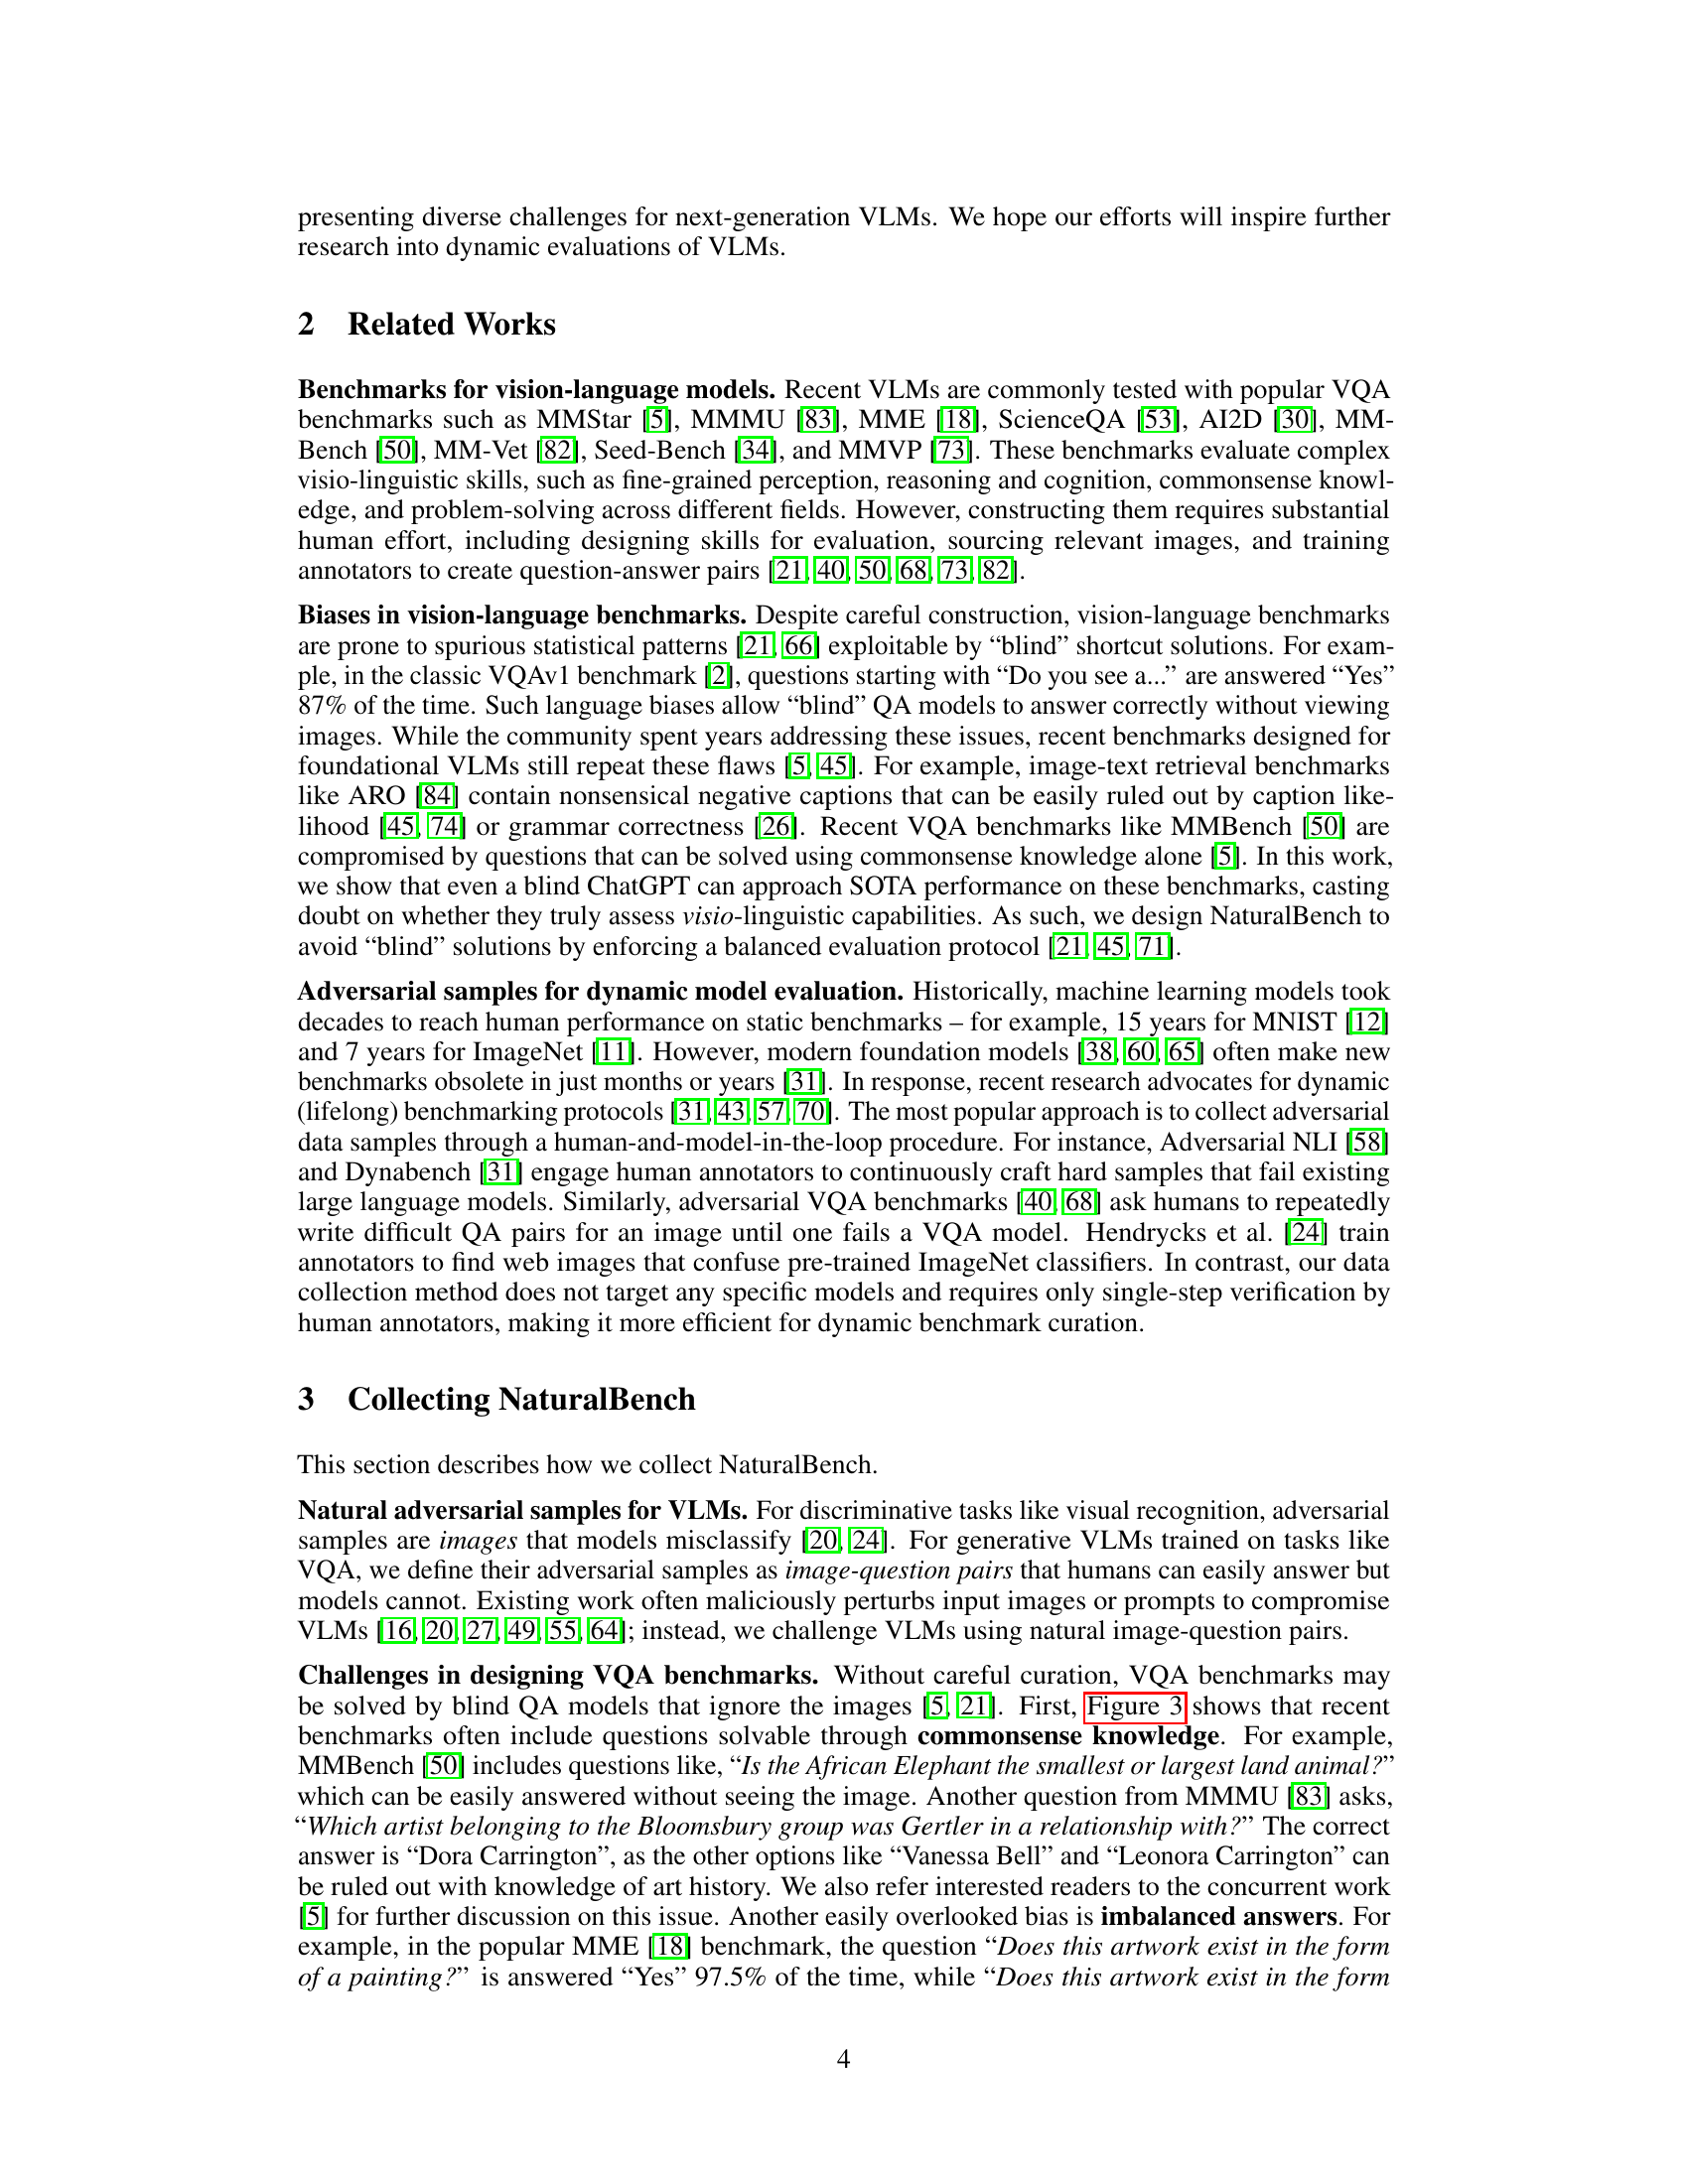 presenting diverse challenges for next-generation VLMs. We hope our efforts will inspire further
research into dynamic evaluations of VLMs.
2 Related Works
Benchmarks for vision-language models. Recent VLMs are commonly tested with popular VQA
benchmarks such as MMStar [5], MMMU [83], MME [18], ScienceQA [53], AI2D [30], MM-
Bench [50], MM-Vet [82], Seed-Bench [34], and MMVP [73]. These benchmarks evaluate complex
visio-linguistic skills, such as fine-grained perception, reasoning and cognition, commonsense knowl-
edge, and problem-solving across different fields. However, constructing them requires substantial
human effort, including designing skills for evaluation, sourcing relevant images, and training
annotators to create question-answer pairs [21, 40, 50, 68, 73, 82].
Biases in vision-language benchmarks. Despite careful construction, vision-language benchmarks
are prone to spurious statistical patterns [21, 66] exploitable by “blind” shortcut solutions. For exam-
ple, in the classic VQAv1 benchmark [2], questions starting with “Do you see a...” are answered “Yes”
87% of the time. Such language biases allow “blind” QA models to answer correctly without viewing
images. While the community spent years addressing these issues, recent benchmarks designed for
foundational VLMs still repeat these flaws [5, 45]. For example, image-text retrieval benchmarks
like ARO [84] contain nonsensical negative captions that can be easily ruled out by caption like-
lihood [45, 74] or grammar correctness [26]. Recent VQA benchmarks like MMBench [50] are
compromised by questions that can be solved using commonsense knowledge alone [5]. In this work,
we show that even a blind ChatGPT can approach SOTA performance on these benchmarks, casting
doubt on whether they truly assess visio-linguistic capabilities. As such, we design NaturalBench to
avoid “blind” solutions by enforcing a balanced evaluation protocol [21, 45, 71].
Adversarial samples for dynamic model evaluation. Historically, machine learning models took
decades to reach human performance on static benchmarks – for example, 15 years for MNIST [12]
and 7 years for ImageNet [11]. However, modern foundation models [38, 60, 65] often make new
benchmarks obsolete in just months or years [31]. In response, recent research advocates for dynamic
(lifelong) benchmarking protocols [31, 43, 57, 70]. The most popular approach is to collect adversarial
data samples through a human-and-model-in-the-loop procedure. For instance, Adversarial NLI [58]
and Dynabench [31] engage human annotators to continuously craft hard samples that fail existing
large language models. Similarly, adversarial VQA benchmarks [40, 68] ask humans to repeatedly
write difficult QA pairs for an image until one fails a VQA model. Hendrycks et al. [24] train
annotators to find web images that confuse pre-trained ImageNet classifiers. In contrast, our data
collection method does not target any specific models and requires only single-step verification by
human annotators, making it more efficient for dynamic benchmark curation.
3 Collecting NaturalBench
This section describes how we collect NaturalBench.
Natural adversarial samples for VLMs. For discriminative tasks like visual recognition, adversarial
samples are images that models misclassify [20, 24]. For generative VLMs trained on tasks like
VQA, we define their adversarial samples as image-question pairs that humans can easily answer but
models cannot. Existing work often maliciously perturbs input images or prompts to compromise
VLMs [16, 20, 27, 49, 55, 64]; instead, we challenge VLMs using natural image-question pairs.
Challenges in designing VQA benchmarks. Without careful curation, VQA benchmarks may
be solved by blind QA models that ignore the images [5, 21]. First, Figure 3 shows that recent
benchmarks often include questions solvable through commonsense knowledge. For example,
MMBench [50] includes questions like, “Is the African Elephant the smallest or largest land animal?”
which can be easily answered without seeing the image. Another question from MMMU [83] asks,
“Which artist belonging to the Bloomsbury group was Gertler in a relationship with?” The correct
answer is “Dora Carrington”, as the other options like “Vanessa Bell” and “Leonora Carrington” can
be ruled out with knowledge of art history. We also refer interested readers to the concurrent work
[5] for further discussion on this issue. Another easily overlooked bias is imbalanced answers. For
example, in the popular MME [18] benchmark, the question “Does this artwork exist in the form
of a painting?” is answered “Yes” 97.5% of the time, while “Does this artwork exist in the form
4